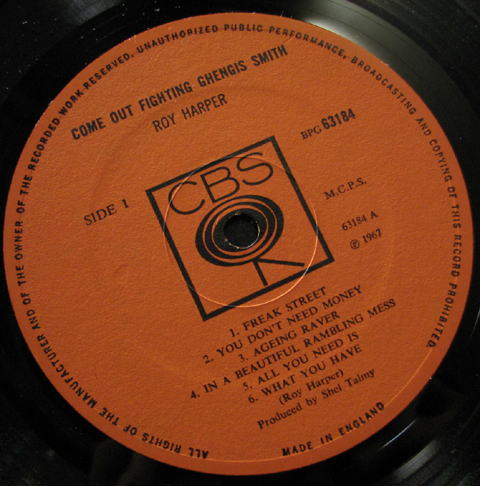 ALL RIGHTS OF THE MANUFACTURER AND OF THE OWNER OF THE RECORDED WORK RESERVED. UNAUTHORIZED PUBLIC PERFORMANCE, BROADCASTING AND COPYING OF THIS RECORD PROHIBITED.
COME OUT FIGHTING GHENGIS SMITH
ROY HARPER
BPG 63184
CBS
SIDE 1
M.C.P.S.
63184 A
℗ 1967
1. FREAK STREET
2. YOU DON'T NEED MONEY
3. AGEING RAVER
4. IN A BEAUTIFUL RAMBLING MESS
5. ALL YOU NEED IS
6. WHAT YOU HAVE
(Roy Harper)
Produced by Shel Talmy
MADE IN ENGLAND